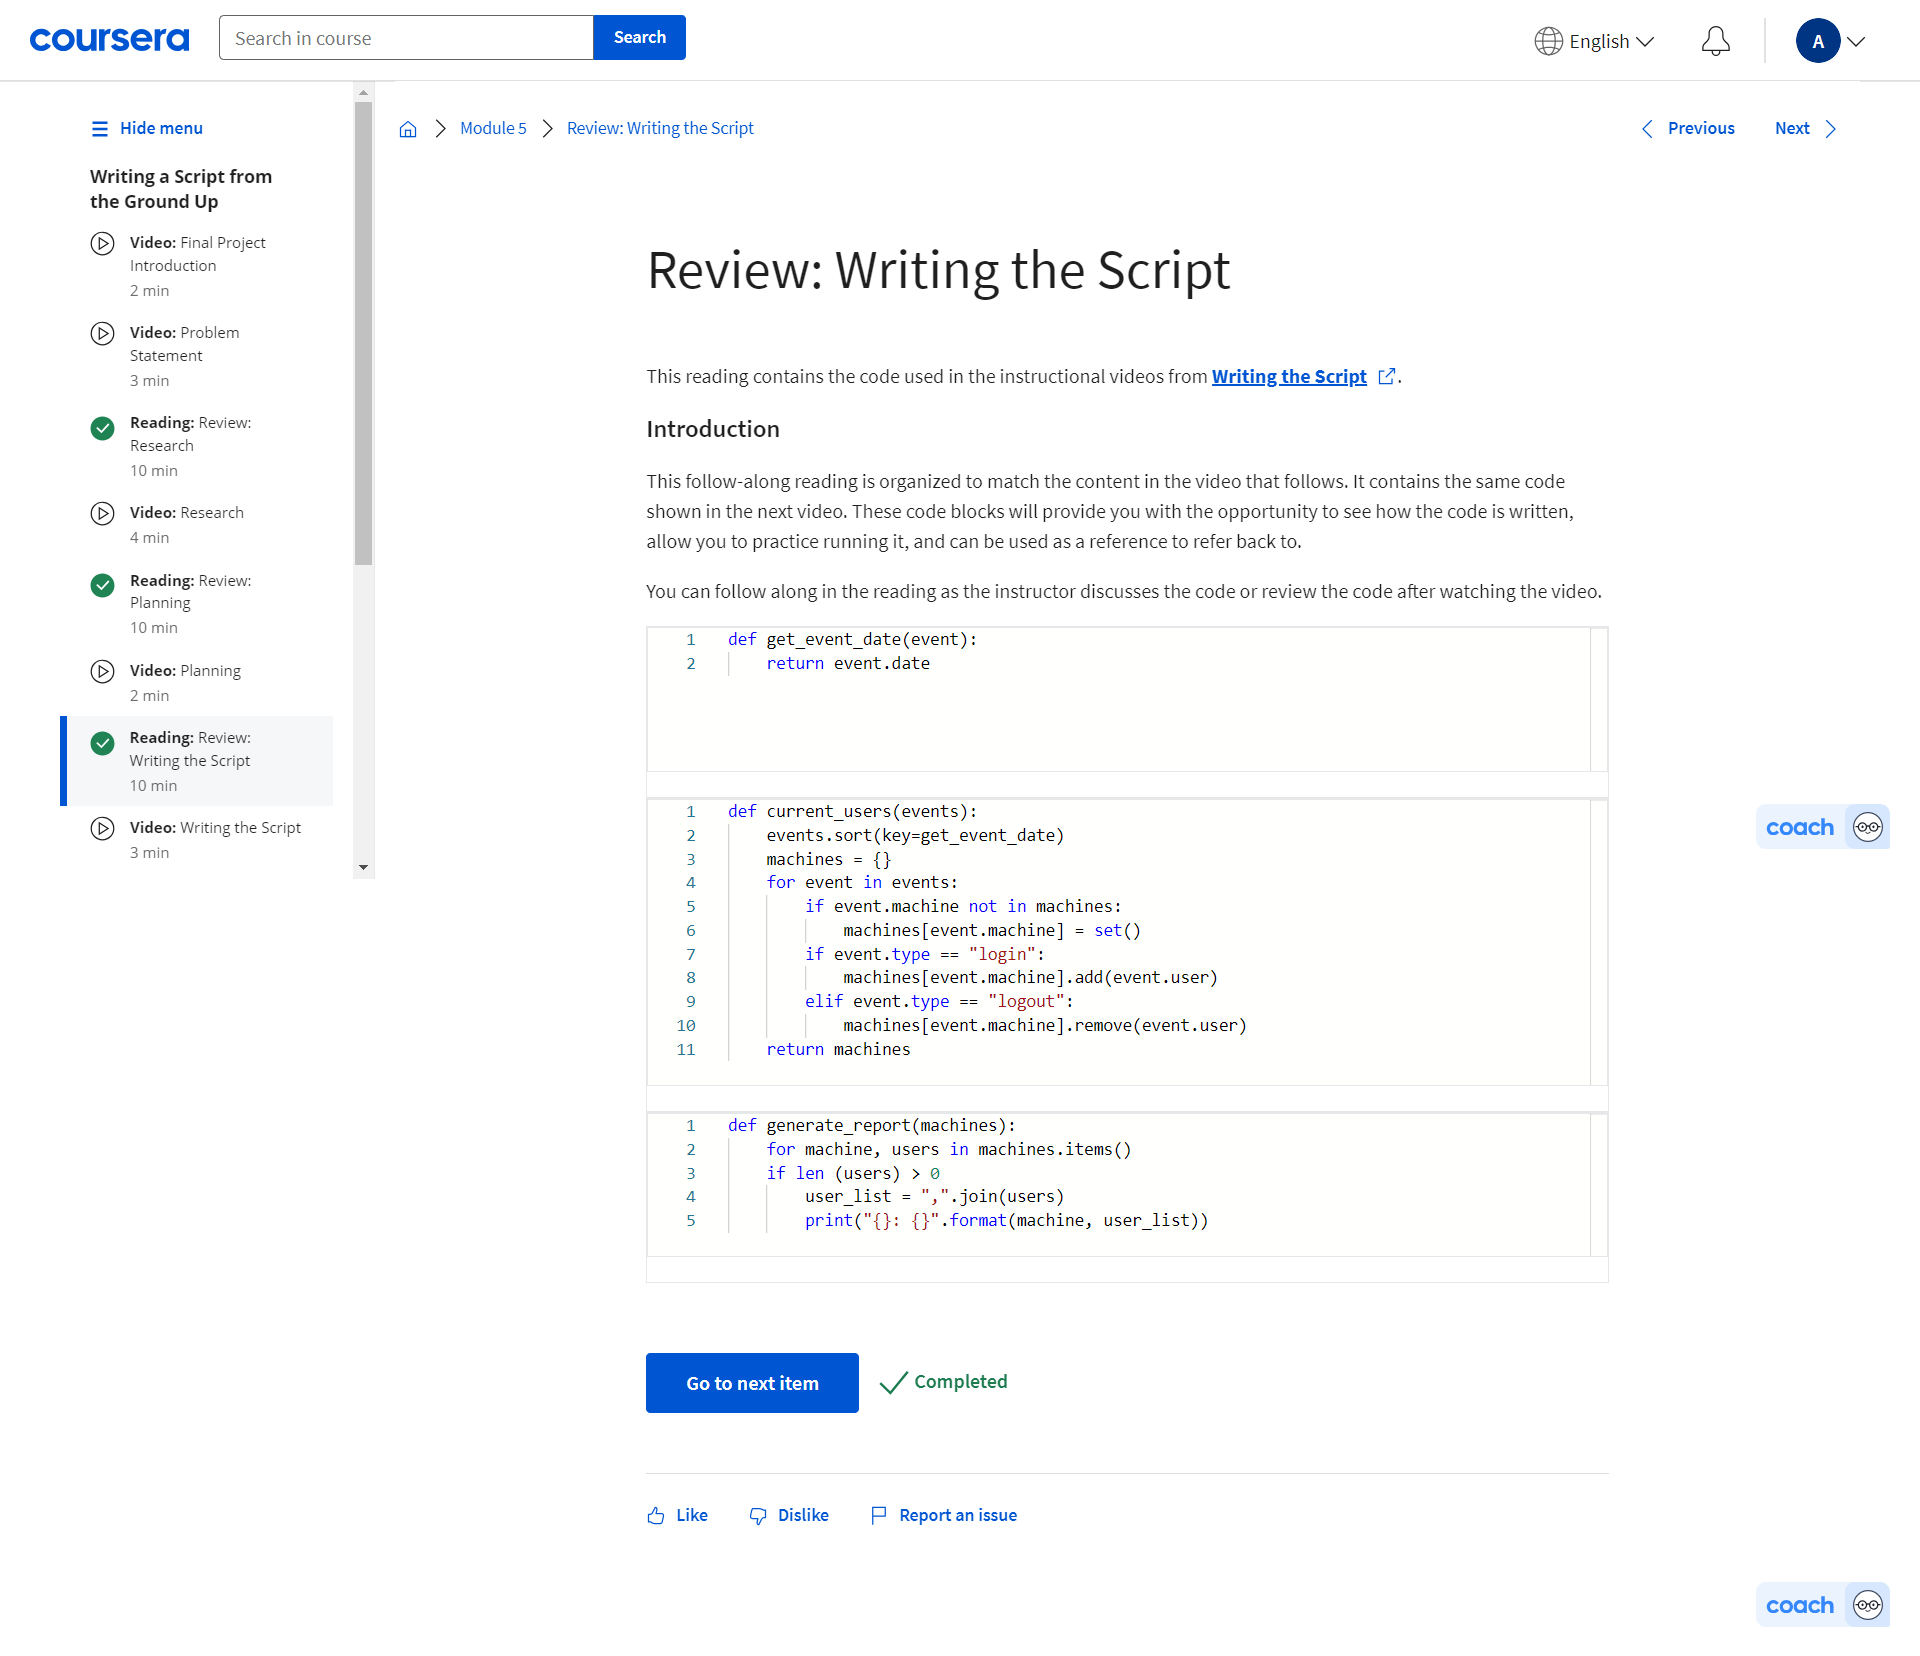 coursera
Search in course
Search
English
A
Hide menu
Writing a Script from
the Ground Up
Video: Final Project
Introduction
2 min
Video: Problem
Statement
3 min
Reading: Review:
Research
10 min
Video: Research
4 min
Reading: Review:
Planning
10 min
Video: Planning
2 min
Reading: Review:
Writing the Script
10 min
Video: Writing the Script
3 min
Module 5
Review: Writing the Script
Previous
Next
Review: Writing the Script
This reading contains the code used in the instructional videos from Writing the Script.
Introduction
This follow-along reading is organized to match the content in the video that follows. It contains the same code
shown in the next video. These code blocks will provide you with the opportunity to see how the code is written,
allow you to practice running it, and can be used as a reference to refer back to.
You can follow along in the reading as the instructor discusses the code or review the code after watching the video.
1 def get_event_date(event):
2     return event.date
1 def current_users(events):
2     events.sort(key=get_event_date)
3     machines = {}
4     for event in events:
5         if event.machine not in machines:
6             machines[event.machine] = set()
7         if event.type == "login":
8             machines[event.machine].add(event.user)
9         elif event.type == "logout":
10             machines[event.machine].remove(event.user)
11     return machines
1 def generate_report(machines):
2     for machine, users in machines.items()
3     if len (users) > 0
4         user_list = ",".join(users)
5         print("{}: {}".format(machine, user_list))
coach
Go to next item
Completed
Like
Dislike
Report an issue
coach